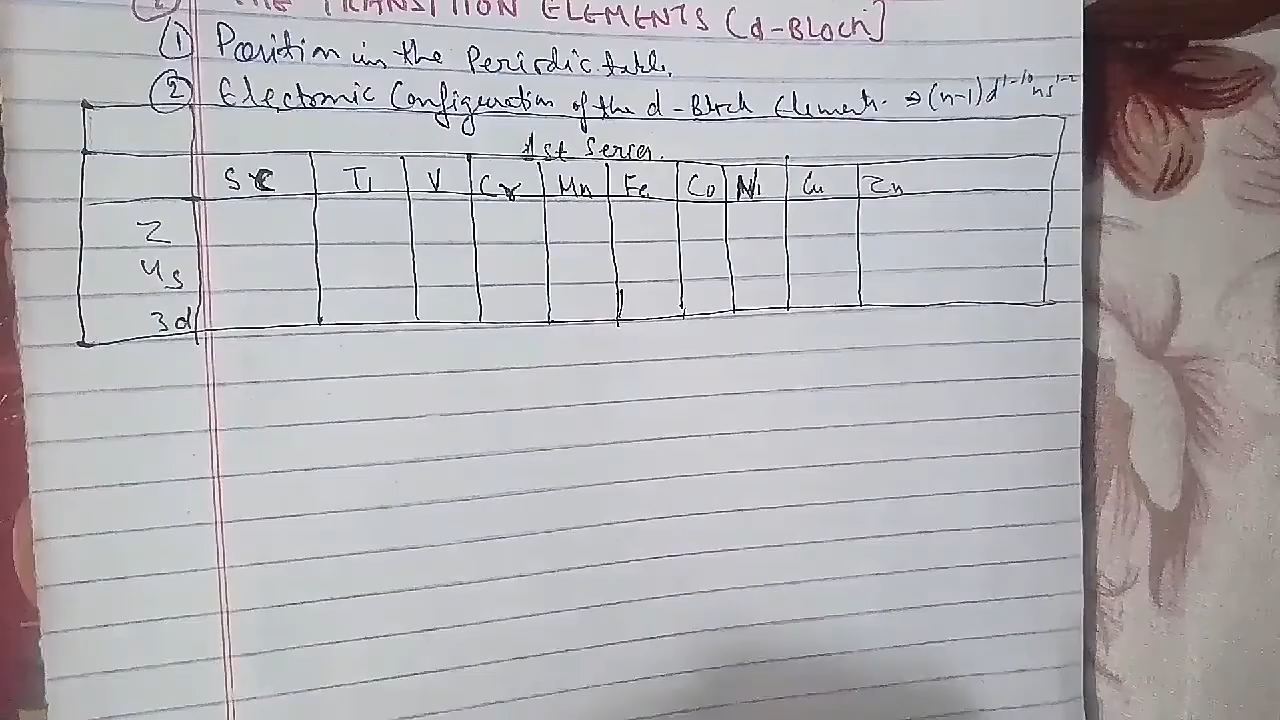 THE TRANSITION ELEMENTS (d-BLOCK]
① Position in the Periodic table.
② Electronic Configuration of the d-Block Elements. ⇒ (n-1)d¹⁻¹⁰ns¹⁻²
1st Series.
Sc Ti V Cr Mn Fe Co Ni Cu Zn
Z
4s
3d